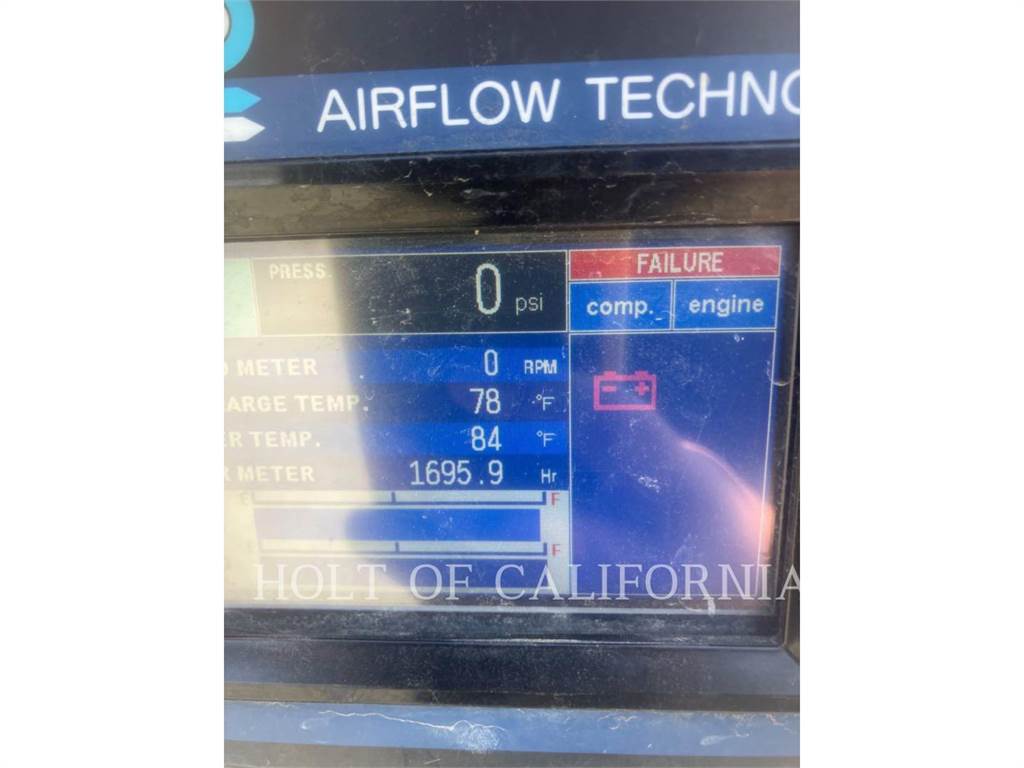 AIRFLOW TECHNO
PRESS. 0 psi
FAILURE
comp. engine
METER 0 RPM
ARGE TEMP. 78 °F
ER TEMP. 84 °F
R METER 1695.9 Hr
E F
F
HOLT OF CALIFORNIA